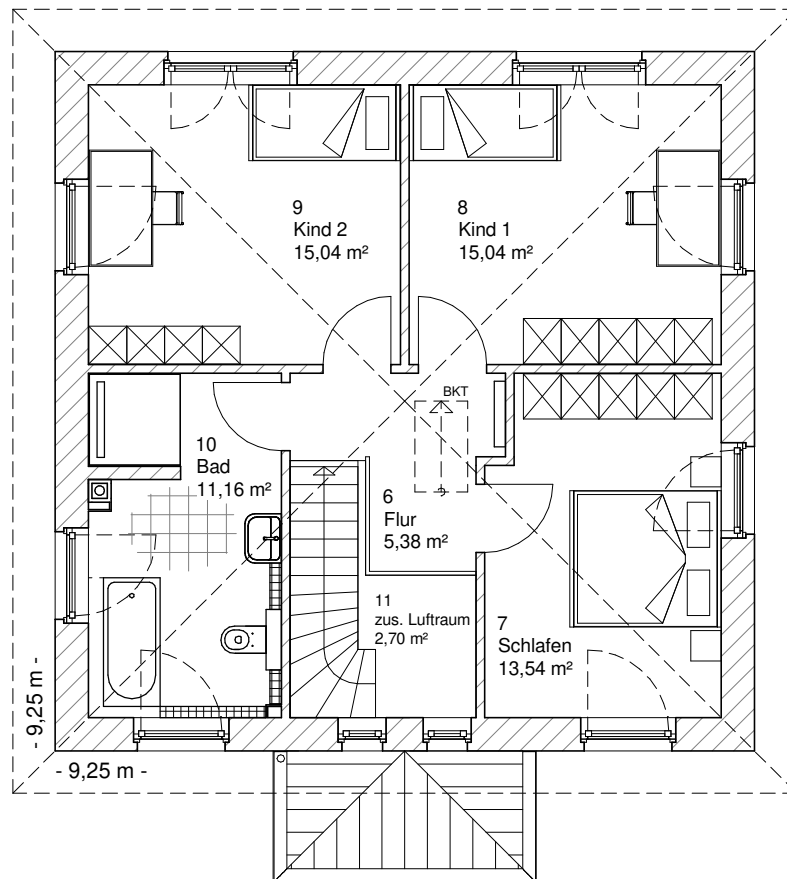 9
Kind 2
15,04 m²
8
Kind 1
15,04 m²
BKT
10
Bad
11,16 m²
6
Flur
5,38 m²
11
zus. Luftraum
2,70 m²
7
Schlafen
13,54 m²
- 9,25 m -
- 9,25 m -